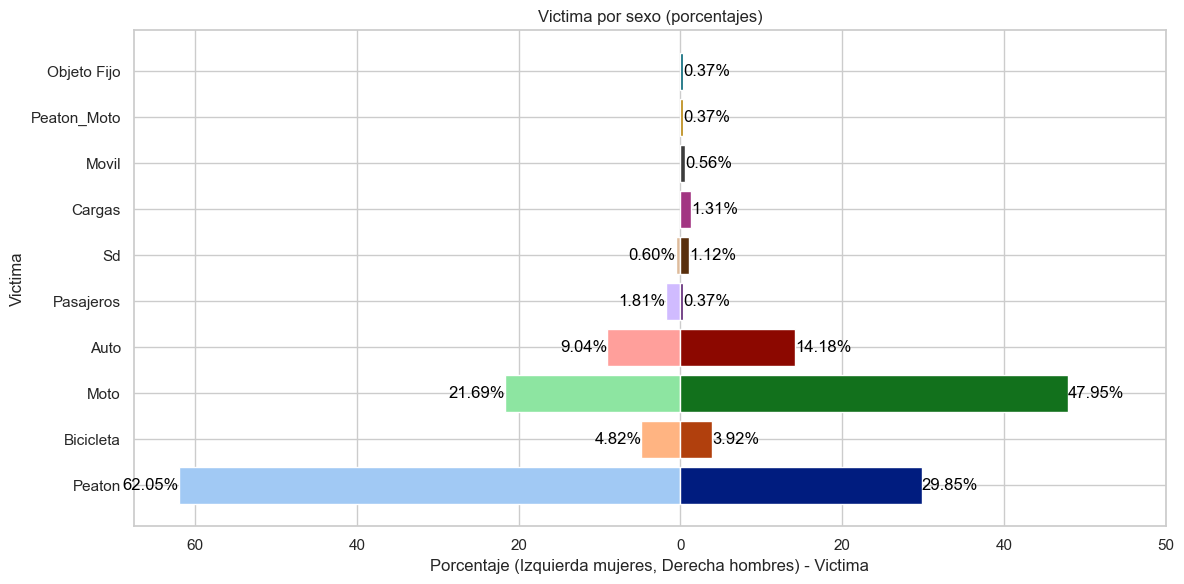 Victima por sexo (porcentajes)
Victima
Objeto Fijo 0.37%
Peaton_Moto 0.37%
Movil 0.56%
Cargas 1.31%
Sd 0.60% 1.12%
Pasajeros 1.81% 0.37%
Auto 9.04% 14.18%
Moto 21.69% 47.95%
Bicicleta 4.82% 3.92%
Peaton 62.05% 29.85%
60 40 20 0 20 40 50
Porcentaje (Izquierda mujeres, Derecha hombres) - Victima